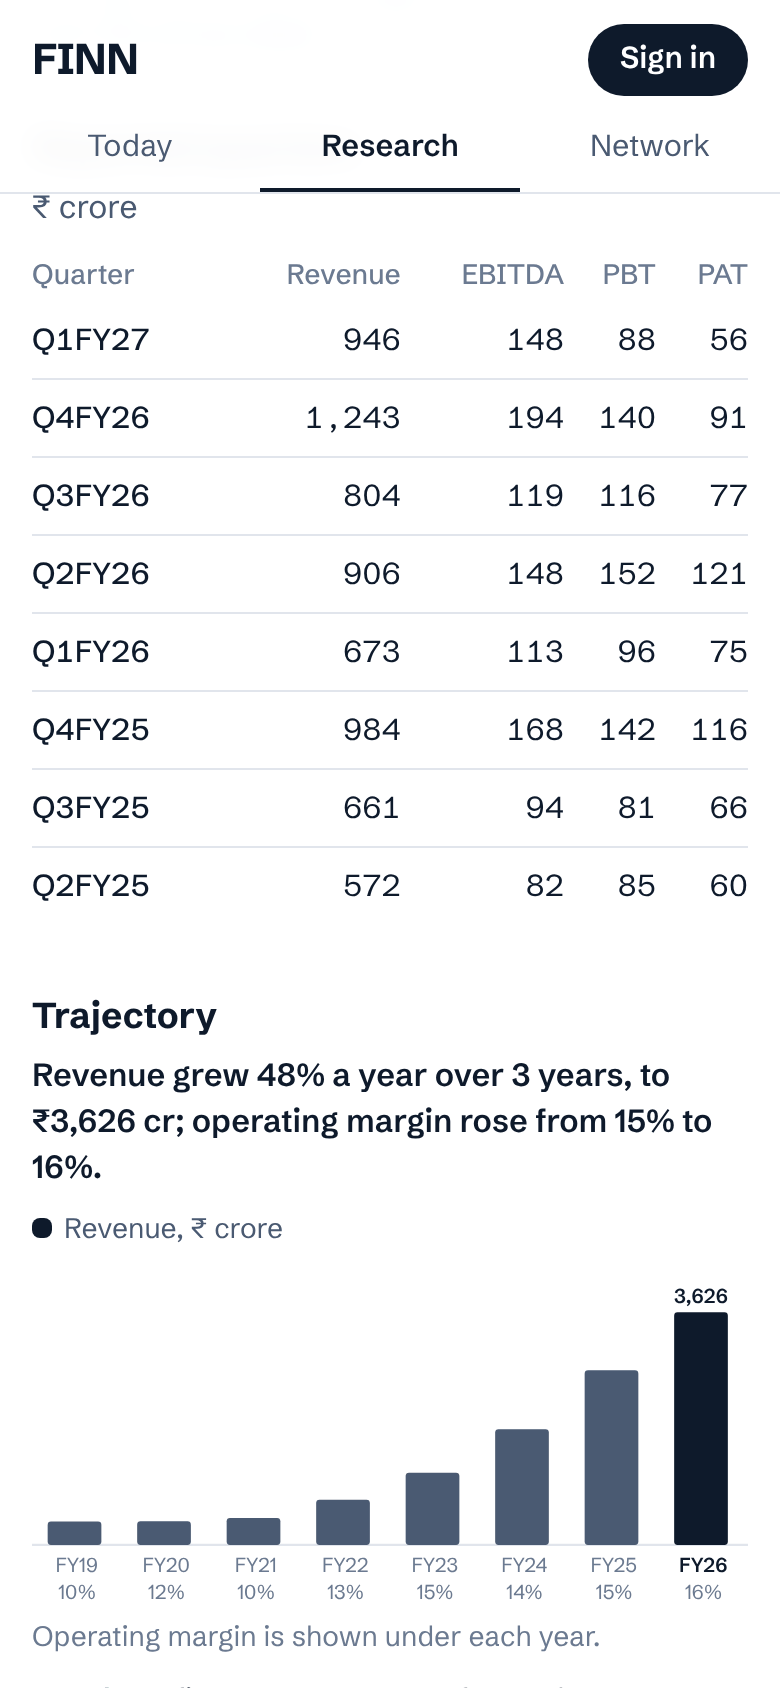 FINN
Sign in
Today Research Network
₹ crore
Quarter Revenue EBITDA PBT PAT
Q1FY27 946 148 88 56
Q4FY26 1,243 194 140 91
Q3FY26 804 119 116 77
Q2FY26 906 148 152 121
Q1FY26 673 113 96 75
Q4FY25 984 168 142 116
Q3FY25 661 94 81 66
Q2FY25 572 82 85 60
Trajectory
Revenue grew 48% a year over 3 years, to
₹3,626 cr; operating margin rose from 15% to
16%.
Revenue, ₹ crore
3,626
FY19 FY20 FY21 FY22 FY23 FY24 FY25 FY26
10% 12% 10% 13% 15% 14% 15% 16%
Operating margin is shown under each year.